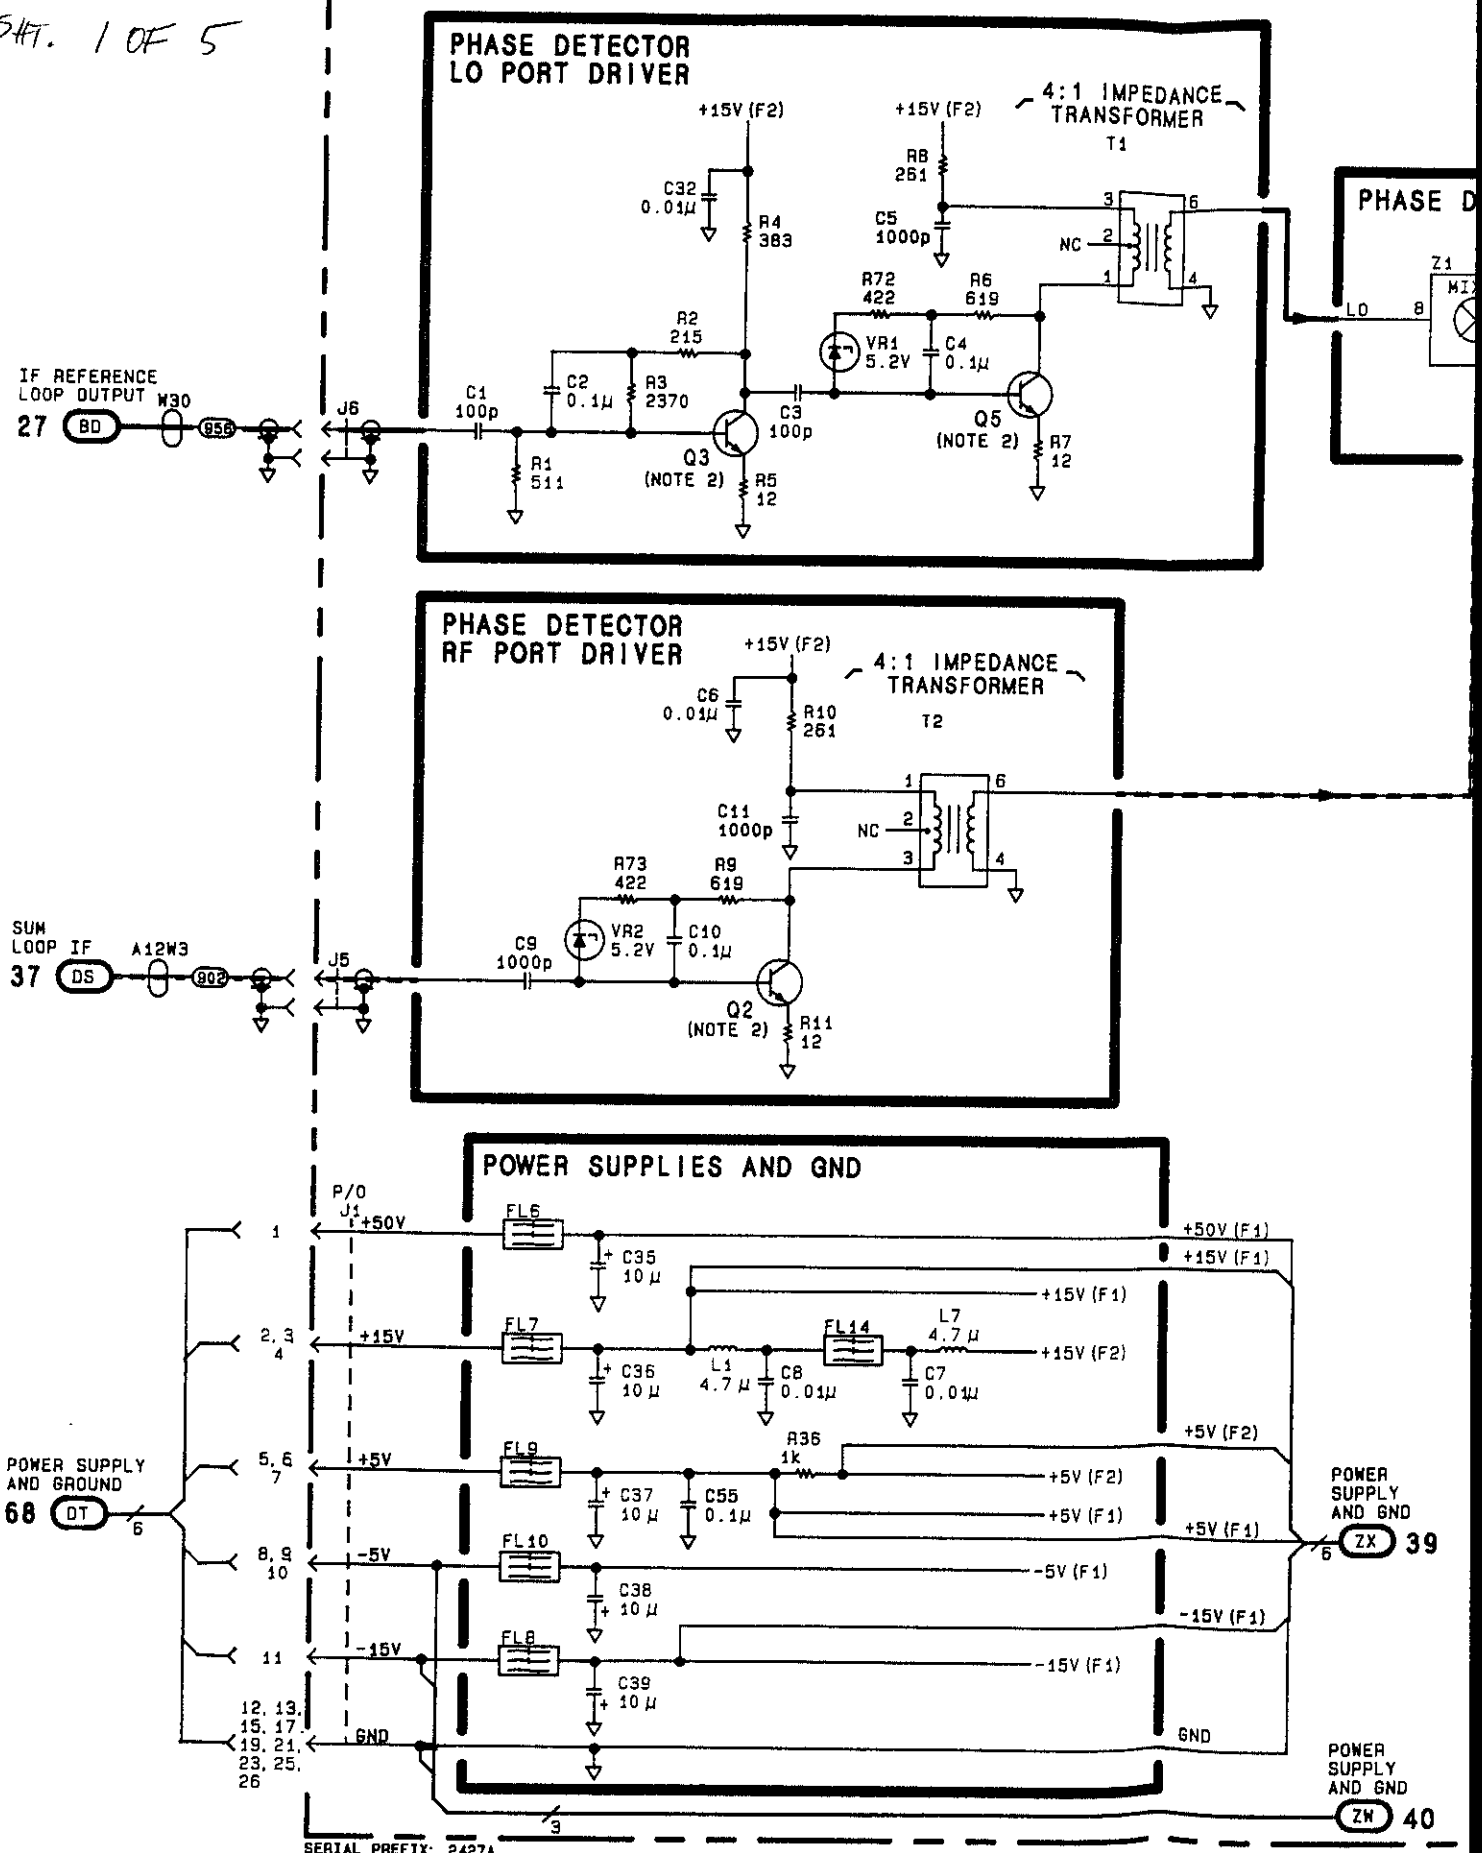 SHT. 1 OF 5
PHASE DETECTOR
LO PORT DRIVER
+15V (F2)
+15V (F2)
4:1 IMPEDANCE
TRANSFORMER
T1
R8
261
C32
0.01µ
R4
383
C5
1000p
3
6
NC
2
1
4
PHASE D
Z1
LO
8
R72
422
R6
619
R2
215
VR1
5.2V
C4
0.1µ
IF REFERENCE
LOOP OUTPUT
W30
27
BD
956
J6
C1
100p
C2
0.1µ
R3
2370
C3
100p
Q5
(NOTE 2)
R7
12
R1
511
Q3
(NOTE 2)
R5
12
PHASE DETECTOR
RF PORT DRIVER
+15V (F2)
4:1 IMPEDANCE
TRANSFORMER
T2
C6
0.01µ
R10
261
1
6
C11
1000p
NC
2
3
4
R73
422
R9
619
SUM
LOOP IF
A12W3
37
DS
902
J5
C9
1000p
VR2
5.2V
C10
0.1µ
Q2
(NOTE 2)
R11
12
POWER SUPPLIES AND GND
P/O
J1
1
+50V
FL6
+50V (F1)
+
C35
10 µ
+15V (F1)
+15V (F1)
2, 3
4
+15V
FL7
FL14
L7
4.7 µ
+15V (F2)
+
C36
10 µ
L1
4.7 µ
C8
0.01µ
C7
0.01µ
POWER SUPPLY
AND GROUND
68
DT
6
5, 6
7
+5V
FL9
R36
1k
+5V (F2)
+5V (F2)
+
C37
10 µ
C55
0.1µ
+5V (F1)
+5V (F1)
POWER
SUPPLY
AND GND
6
ZX
39
8, 9
10
-5V
FL10
-5V (F1)
C38
+ 10 µ
-15V (F1)
11
-15V
FL8
-15V (F1)
C39
+ 10 µ
12, 13,
15, 17
19, 21,
23, 25,
26
GND
GND
POWER
SUPPLY
AND GND
3
ZW
40
SERIAL PREFIX: 2427A